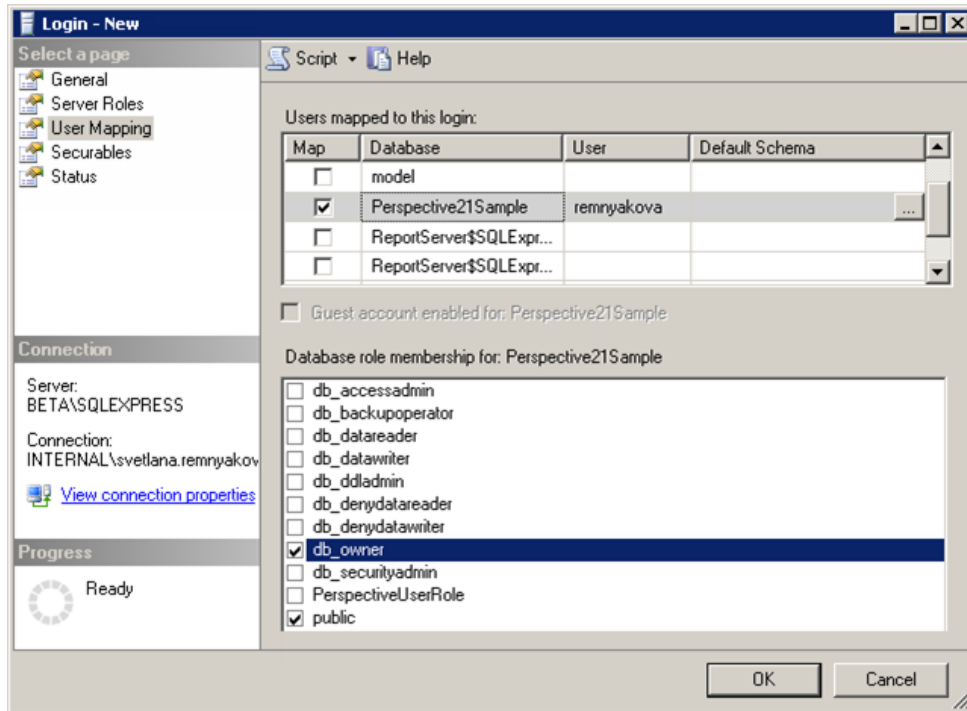 Login - New
Select a page
General
Server Roles
User Mapping
Securables
Status
Script Help
Users mapped to this login:
Map Database User Default Schema
model
Perspective21Sample remnyakova ...
ReportServer$SQLExpr...
ReportServer$SQLExpr...
Guest account enabled for: Perspective21Sample
Database role membership for: Perspective21Sample
db_accessadmin
db_backupoperator
db_datareader
db_datawriter
db_ddladmin
db_denydatareader
db_denydatawriter
db_owner
db_securityadmin
PerspectiveUserRole
public
Connection
Server:
BETA\SQLEXPRESS
Connection:
INTERNAL\svetlana.remnyakov
View connection properties
Progress
Ready
OK Cancel